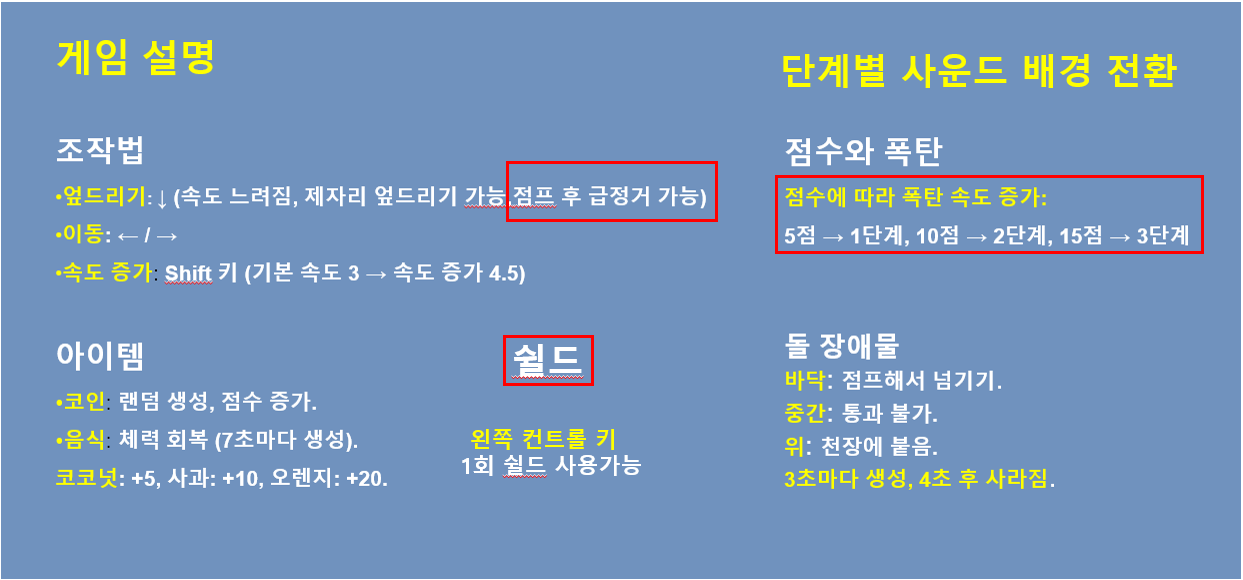 게임 설명
조작법
•엎드리기: ↓ (속도 느려짐, 제자리 엎드리기 가능,점프 후 급정거 가능)
•이동: ← / →
•속도 증가: Shift 키 (기본 속도 3 → 속도 증가 4.5)
아이템
•코인: 랜덤 생성, 점수 증가.
•음식: 체력 회복 (7초마다 생성).
코코넛: +5, 사과: +10, 오렌지: +20.
쉴드
왼쪽 컨트롤 키
1회 쉴드 사용가능
단계별 사운드 배경 전환
점수와 폭탄
•점수에 따라 폭탄 속도 증가:
5점 → 1단계, 10점 → 2단계, 15점 → 3단계
돌 장애물
바닥: 점프해서 넘기기.
중간: 통과 불가.
위: 천장에 붙음.
3초마다 생성, 4초 후 사라짐.